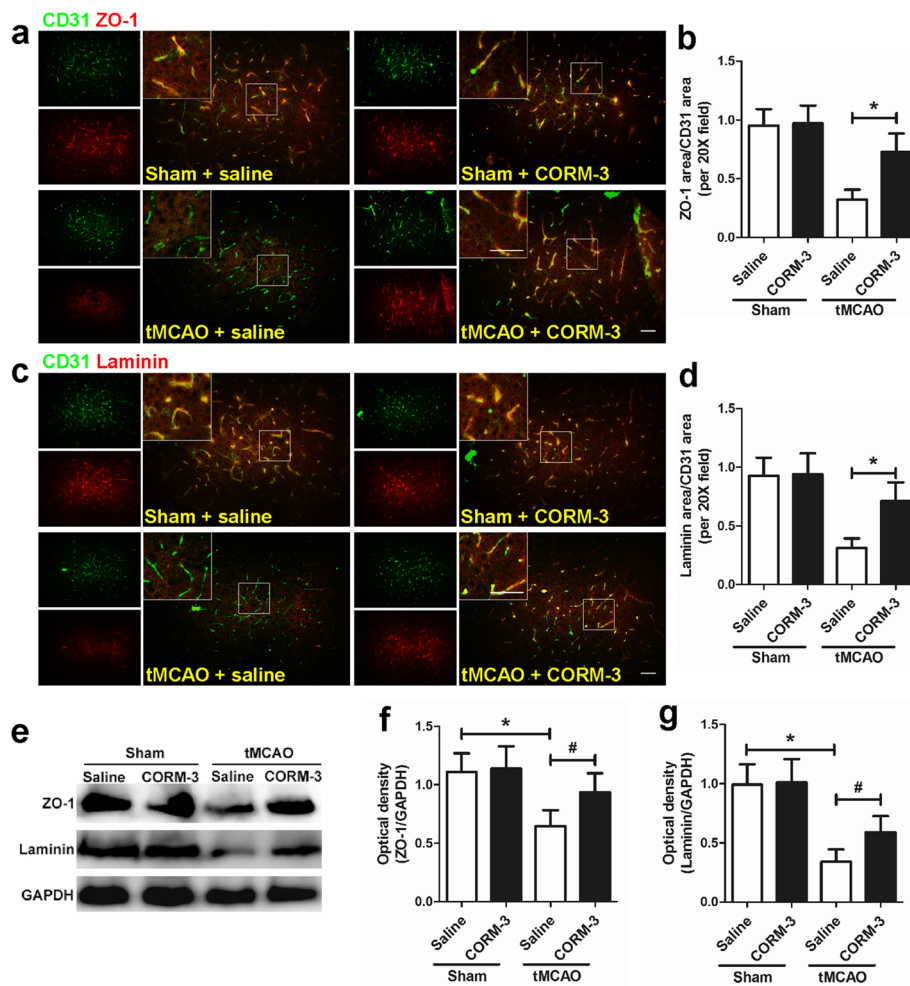 a
CD31 ZO-1
Sham + saline
Sham + CORM-3
tMCAO + saline
tMCAO + CORM-3
b
ZO-1 area/CD31 area
(per 20X field)
1.5
1.0
0.5
0.0
*
Saline
CORM-3
Saline
CORM-3
Sham
tMCAO
c
CD31 Laminin
Sham + saline
Sham + CORM-3
tMCAO + saline
tMCAO + CORM-3
d
Laminin area/CD31 area
(per 20X field)
1.5
1.0
0.5
0.0
*
Saline
CORM-3
Saline
CORM-3
Sham
tMCAO
e
Sham
tMCAO
Saline
CORM-3
Saline
CORM-3
ZO-1
Laminin
GAPDH
f
Optical density
(ZO-1/GAPDH)
1.5
1.0
0.5
0.0
*
#
Saline
CORM-3
Saline
CORM-3
Sham
tMCAO
g
Optical density
(Laminin/GAPDH)
1.5
1.0
0.5
0.0
*
#
Saline
CORM-3
Saline
CORM-3
Sham
tMCAO